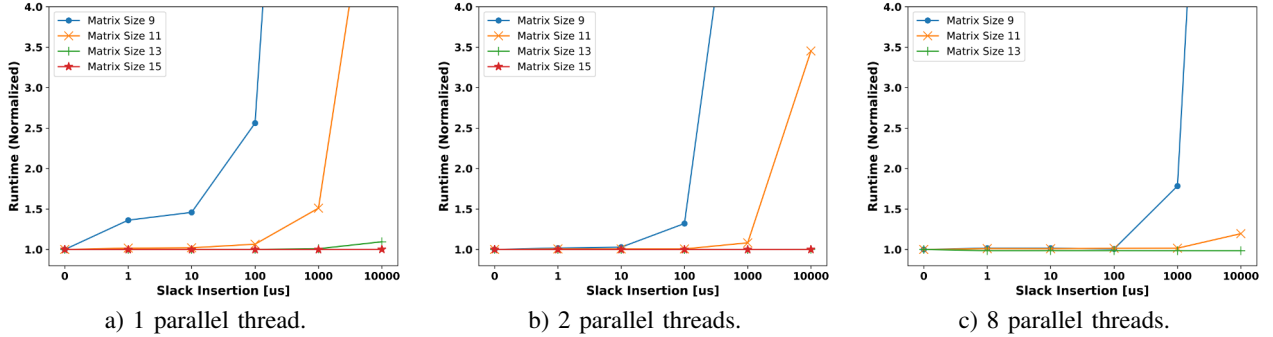 4.0
3.5
3.0
2.5
2.0
1.5
1.0
Runtime (Normalized)
Matrix Size 9
Matrix Size 11
Matrix Size 13
Matrix Size 15
0 1 10 100 1000 10000
Slack Insertion [us]
a) 1 parallel thread.
4.0
3.5
3.0
2.5
2.0
1.5
1.0
Runtime (Normalized)
Matrix Size 9
Matrix Size 11
Matrix Size 13
Matrix Size 15
0 1 10 100 1000 10000
Slack Insertion [us]
b) 2 parallel threads.
4.0
3.5
3.0
2.5
2.0
1.5
1.0
Runtime (Normalized)
Matrix Size 9
Matrix Size 11
Matrix Size 13
0 1 10 100 1000 10000
Slack Insertion [us]
c) 8 parallel threads.